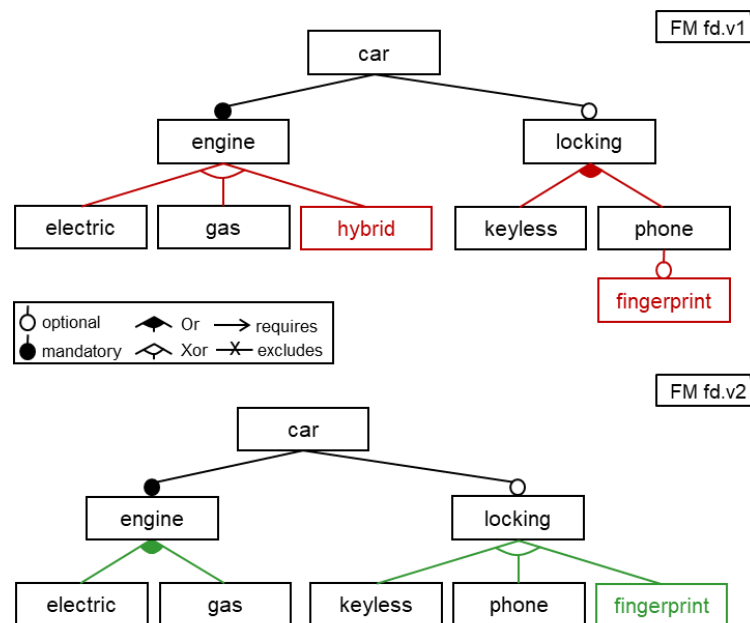 FM fd.v1
car
engine
locking
electric
gas
hybrid
keyless
phone
fingerprint
optional Or requires
mandatory Xor X excludes
FM fd.v2
car
engine
locking
electric
gas
keyless
phone
fingerprint